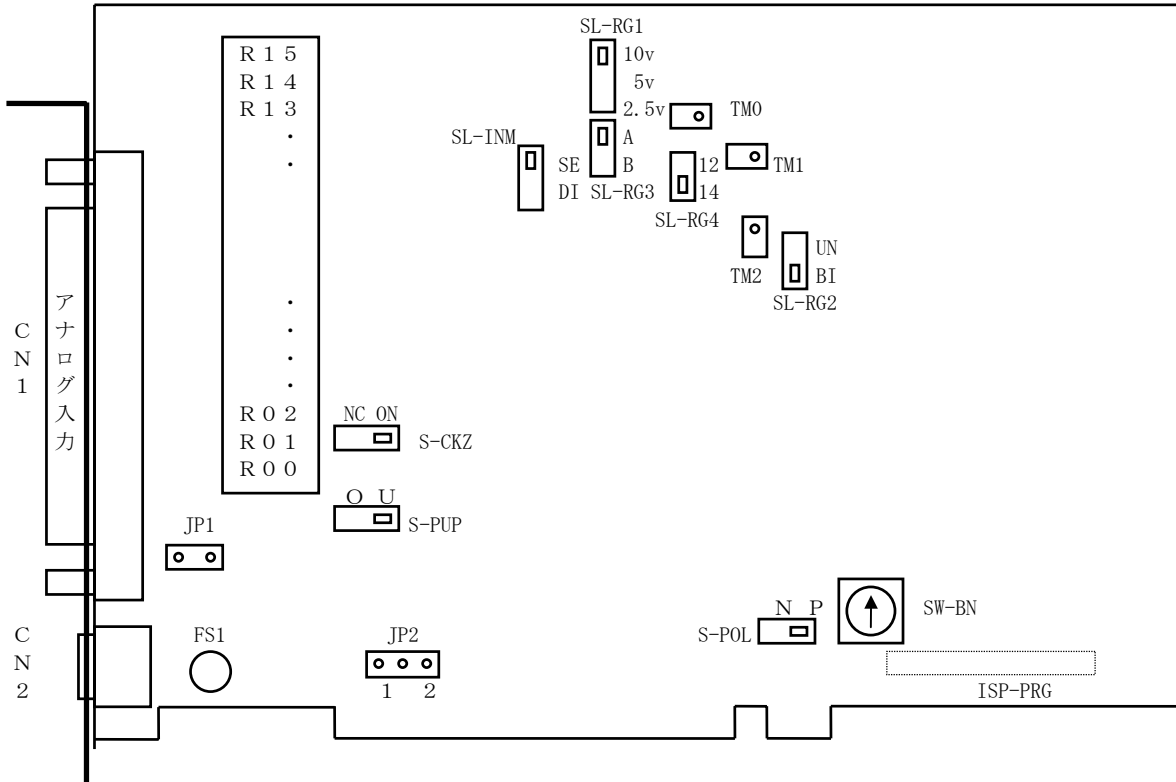 SL-RG1
10v
5v
2.5v
R15
R14
R13
・
・
・
・
・
・
R02
R01
R00
TM0
SL-INM
SE
DI
A
B
SL-RG3
12
14
SL-RG4
TM1
TM2
UN
BI
SL-RG2
CN1
アナログ入力
NC ON
S-CKZ
O U
S-PUP
JP1
CN2
FS1
JP2
1 2
S-POL
N P
SW-BN
ISP-PRG